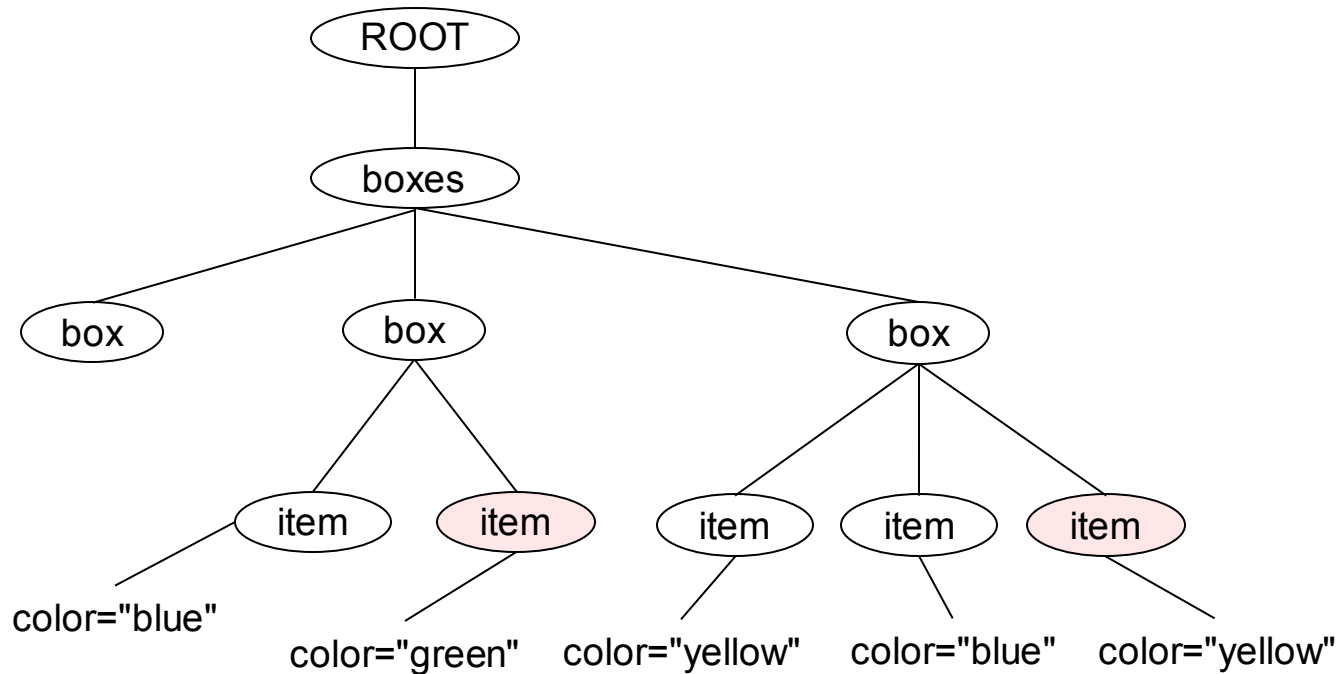 ROOT
boxes
box
box
box
item
item
item
item
item
color="blue"
color="green"
color="yellow"
color="blue"
color="yellow"